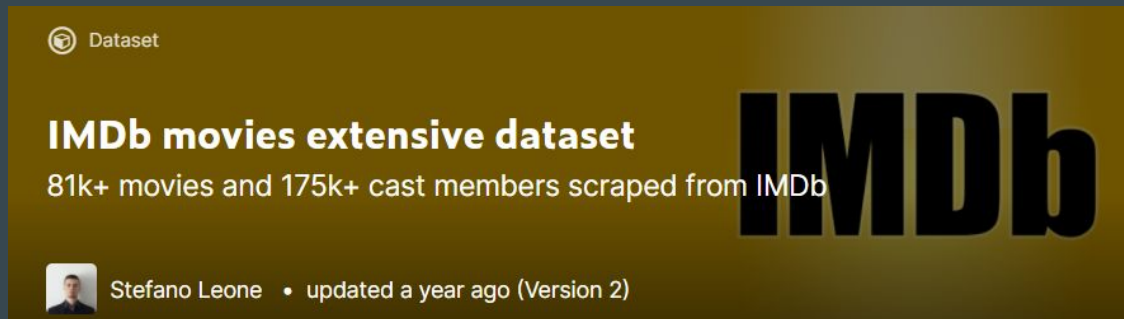 Dataset
IMDb movies extensive dataset
81k+ movies and 175k+ cast members scraped from IMDb
IMDb
Stefano Leone • updated a year ago (Version 2)